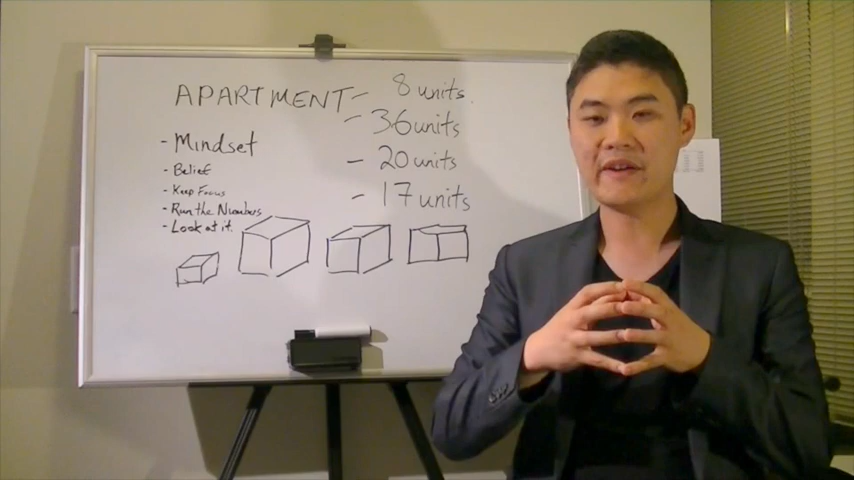 APARTMENT - 8 units.
- 36 units
- Mindset
- 20 units
- Belief
- Keep Focus
- 17 units
- Run the Numbers
- Look at it.